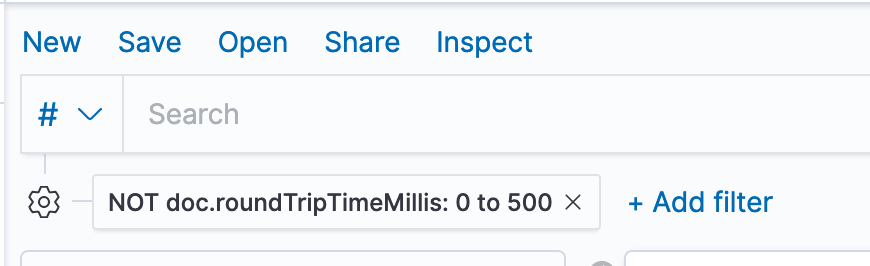 New Save Open Share Inspect
# Search
NOT doc.roundTripTimeMillis: 0 to 500 × + Add filter